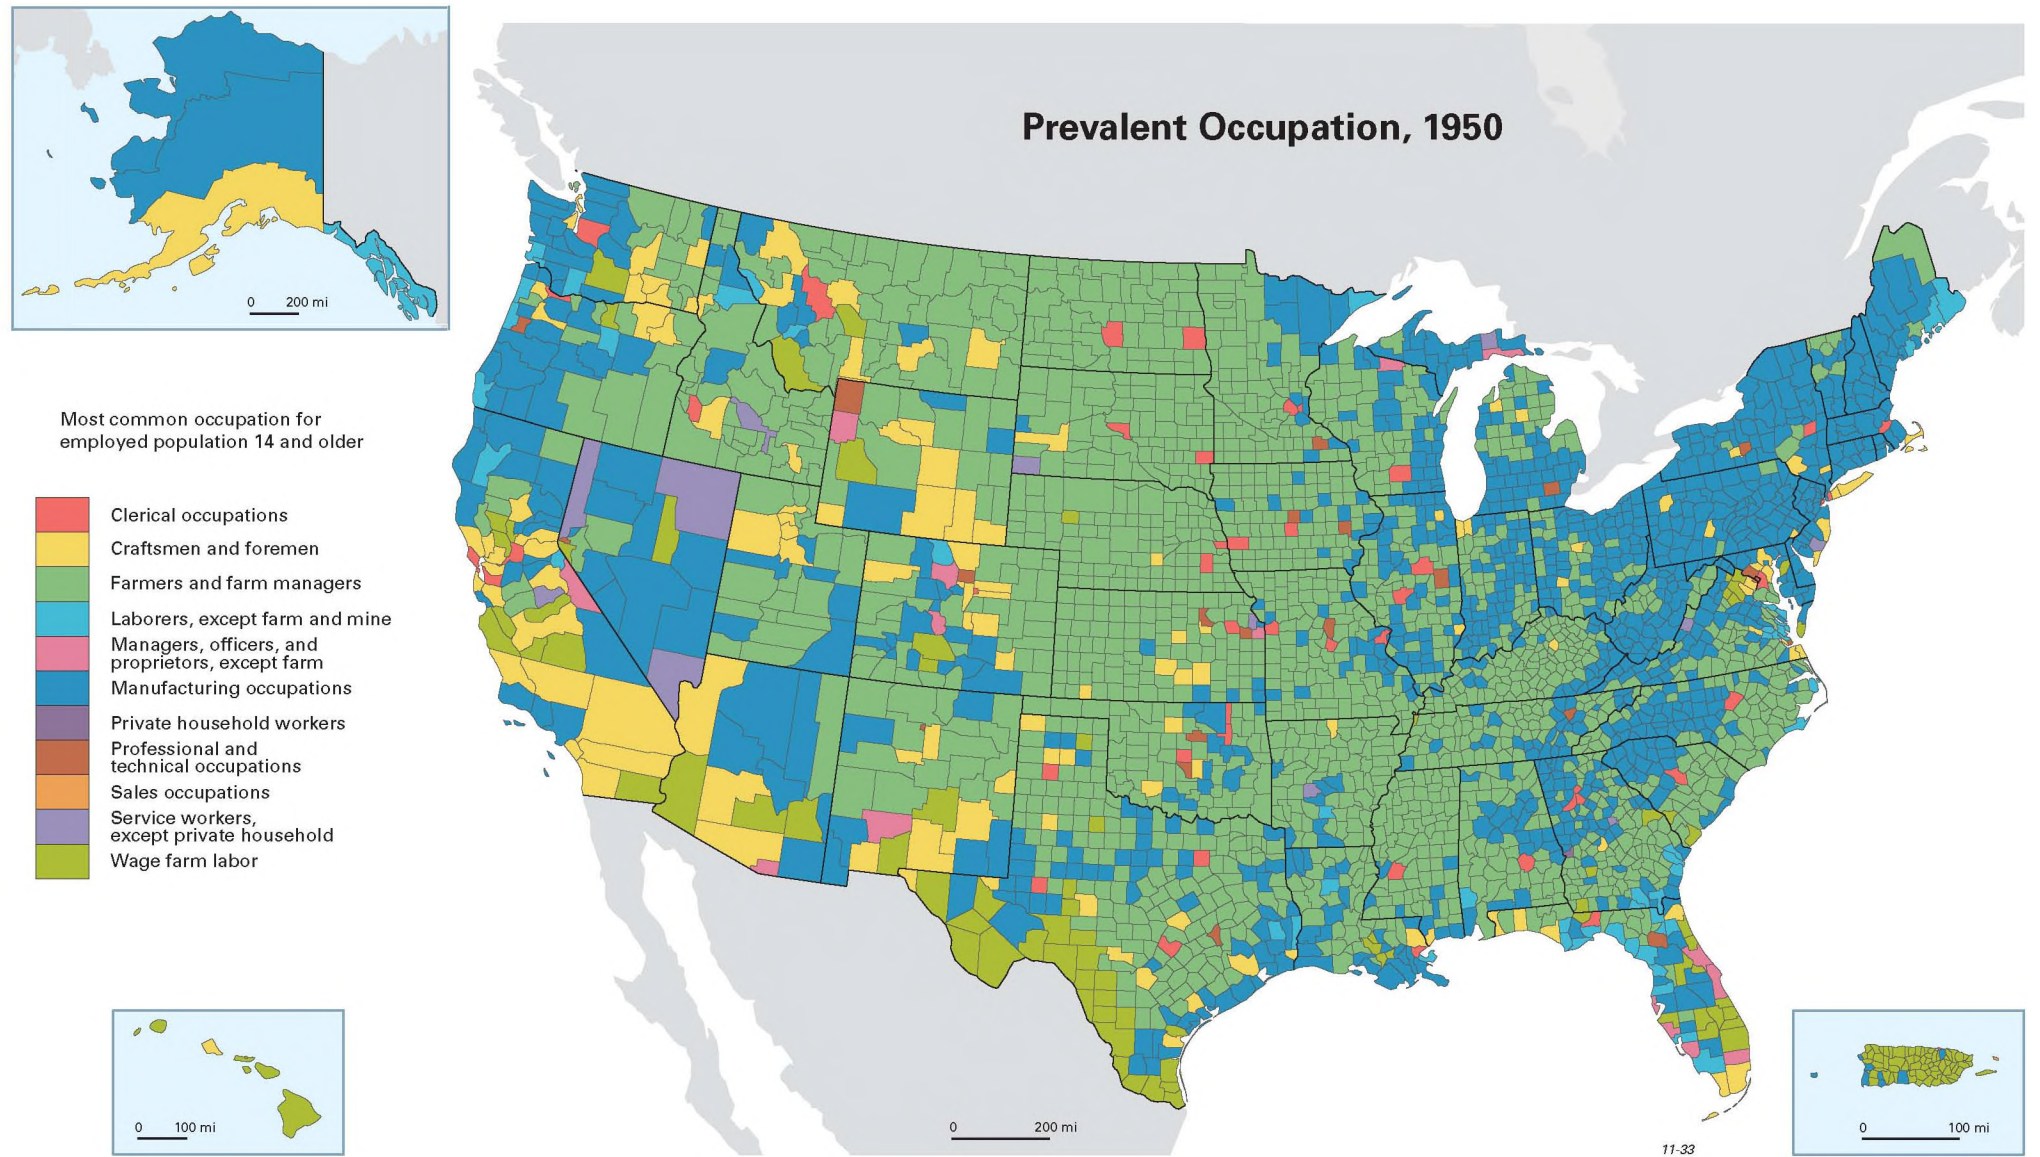 Prevalent Occupation, 1950
0 200 mi
Most common occupation for
employed population 14 and older
Clerical occupations
Craftsmen and foremen
Farmers and farm managers
Laborers, except farm and mine
Managers, officers, and
proprietors, except farm
Manufacturing occupations
Private household workers
Professional and
technical occupations
Sales occupations
Service workers,
except private household
Wage farm labor
0 100 mi
0 200 mi
0 100 mi
11-33